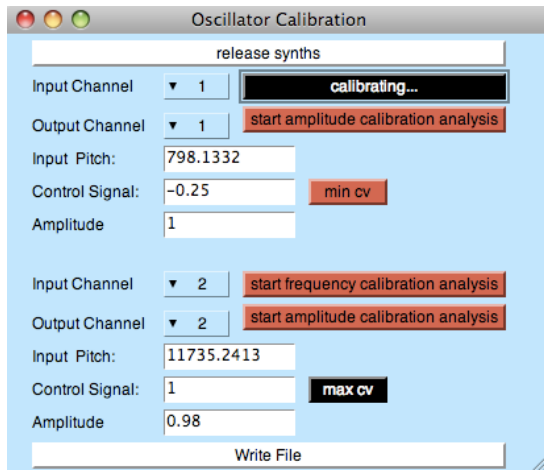 Oscillator Calibration
release synths
Input Channel 1 calibrating...
Output Channel 1 start amplitude calibration analysis
Input Pitch: 798.1332
Control Signal: -0.25 min cv
Amplitude 1
Input Channel 2 start frequency calibration analysis
Output Channel 2 start amplitude calibration analysis
Input Pitch: 11735.2413
Control Signal: 1 max cv
Amplitude 0.98
Write File